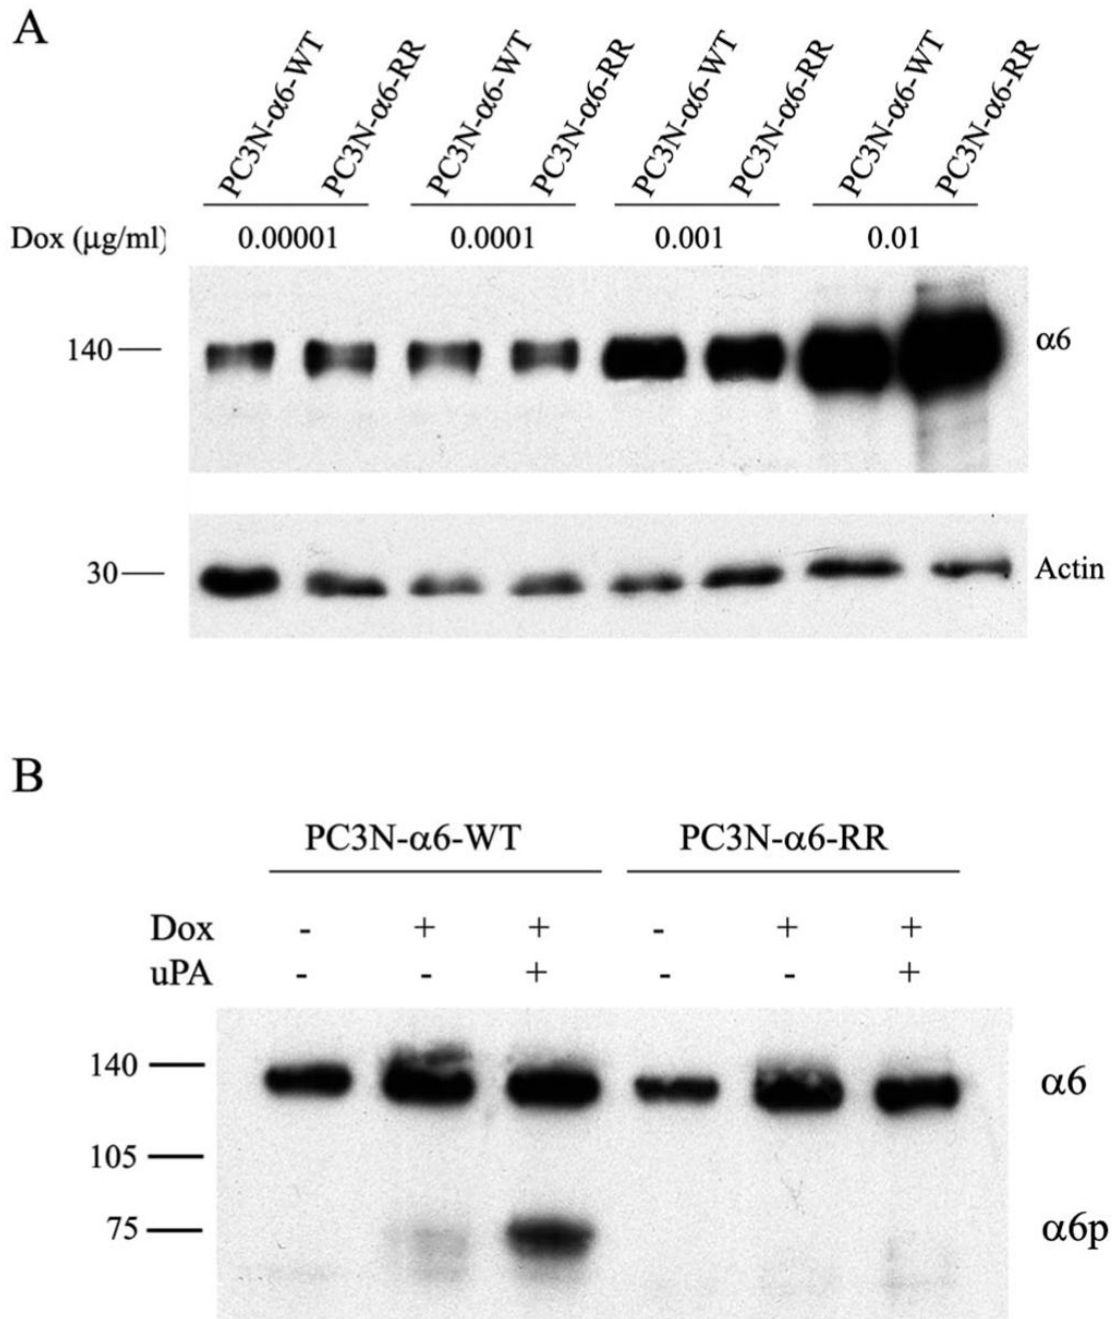 A
PC3N-α6-WT
PC3N-α6-RR
PC3N-α6-WT
PC3N-α6-RR
PC3N-α6-WT
PC3N-α6-RR
PC3N-α6-WT
PC3N-α6-RR
Dox (µg/ml) 0.00001 0.0001 0.001 0.01
140 α6
30 Actin
B
PC3N-α6-WT PC3N-α6-RR
Dox - + + - + +
uPA - - + - - +
140 α6
105
75 α6p